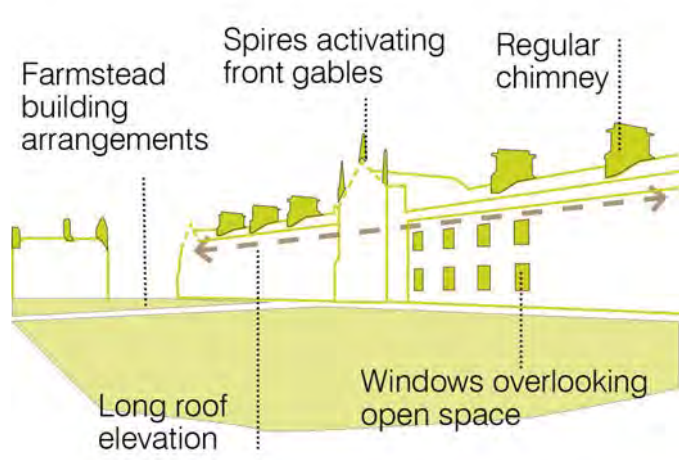 Farmstead
building
arrangements
Spires activating
front gables
Regular
chimney
Long roof
elevation
Windows overlooking
open space